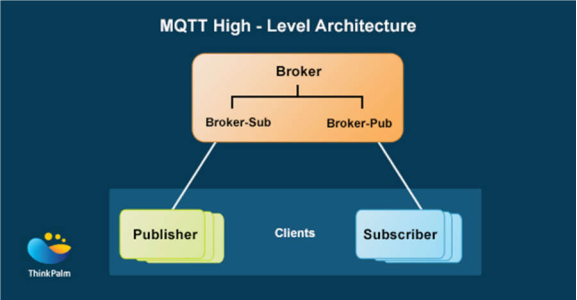 MQTT High - Level Architecture
Broker
Broker-Sub
Broker-Pub
Publisher
Clients
Subscriber
ThinkPalm